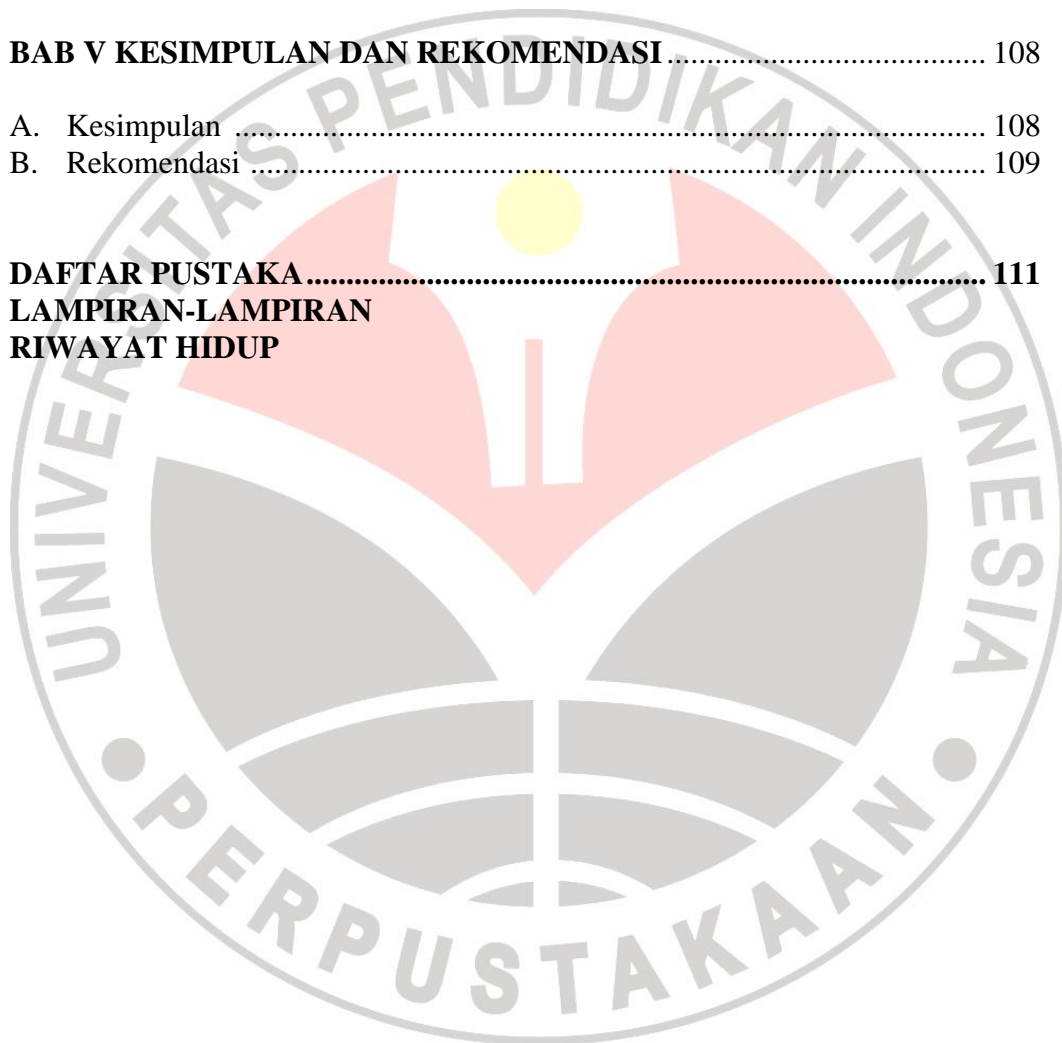 BAB V KESIMPULAN DAN REKOMENDASI ..................................... 108
A. Kesimpulan ........................................................................................... 108
B. Rekomendasi ......................................................................................... 109
DAFTAR PUSTAKA ................................................................................... 111
LAMPIRAN-LAMPIRAN
RIWAYAT HIDUP
UNIVERSITAS PENDIDIKAN INDONESIA
PERPUSTAKAAN